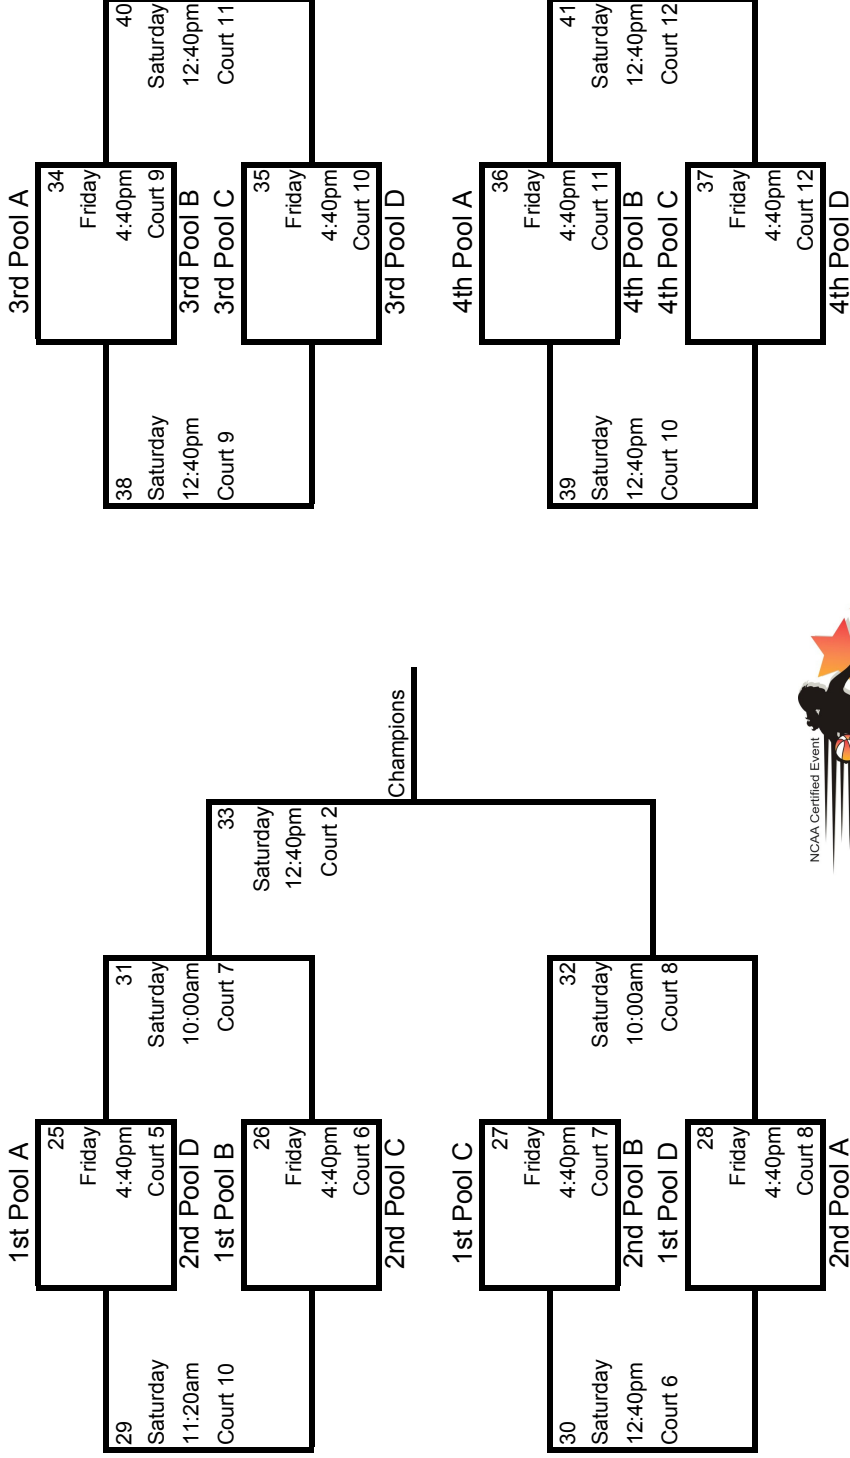 1st Pool A
25
Friday
4:40pm
Court 5
2nd Pool D
1st Pool B
26
Friday
4:40pm
Court 6
2nd Pool C
29
Saturday
11:20am
Court 10
31
Saturday
10:00am
Court 7
33
Saturday
12:40pm
Court 2
Champions
1st Pool C
27
Friday
4:40pm
Court 7
2nd Pool B
1st Pool D
28
Friday
4:40pm
Court 8
2nd Pool A
30
Saturday
12:40pm
Court 6
32
Saturday
10:00am
Court 8
NCAA Certified Event
3rd Pool A
34
Friday
4:40pm
Court 9
3rd Pool B
3rd Pool C
35
Friday
4:40pm
Court 10
3rd Pool D
38
Saturday
12:40pm
Court 9
40
Saturday
12:40pm
Court 11
4th Pool A
36
Friday
4:40pm
Court 11
4th Pool B
4th Pool C
37
Friday
4:40pm
Court 12
4th Pool D
39
Saturday
12:40pm
Court 10
41
Saturday
12:40pm
Court 12